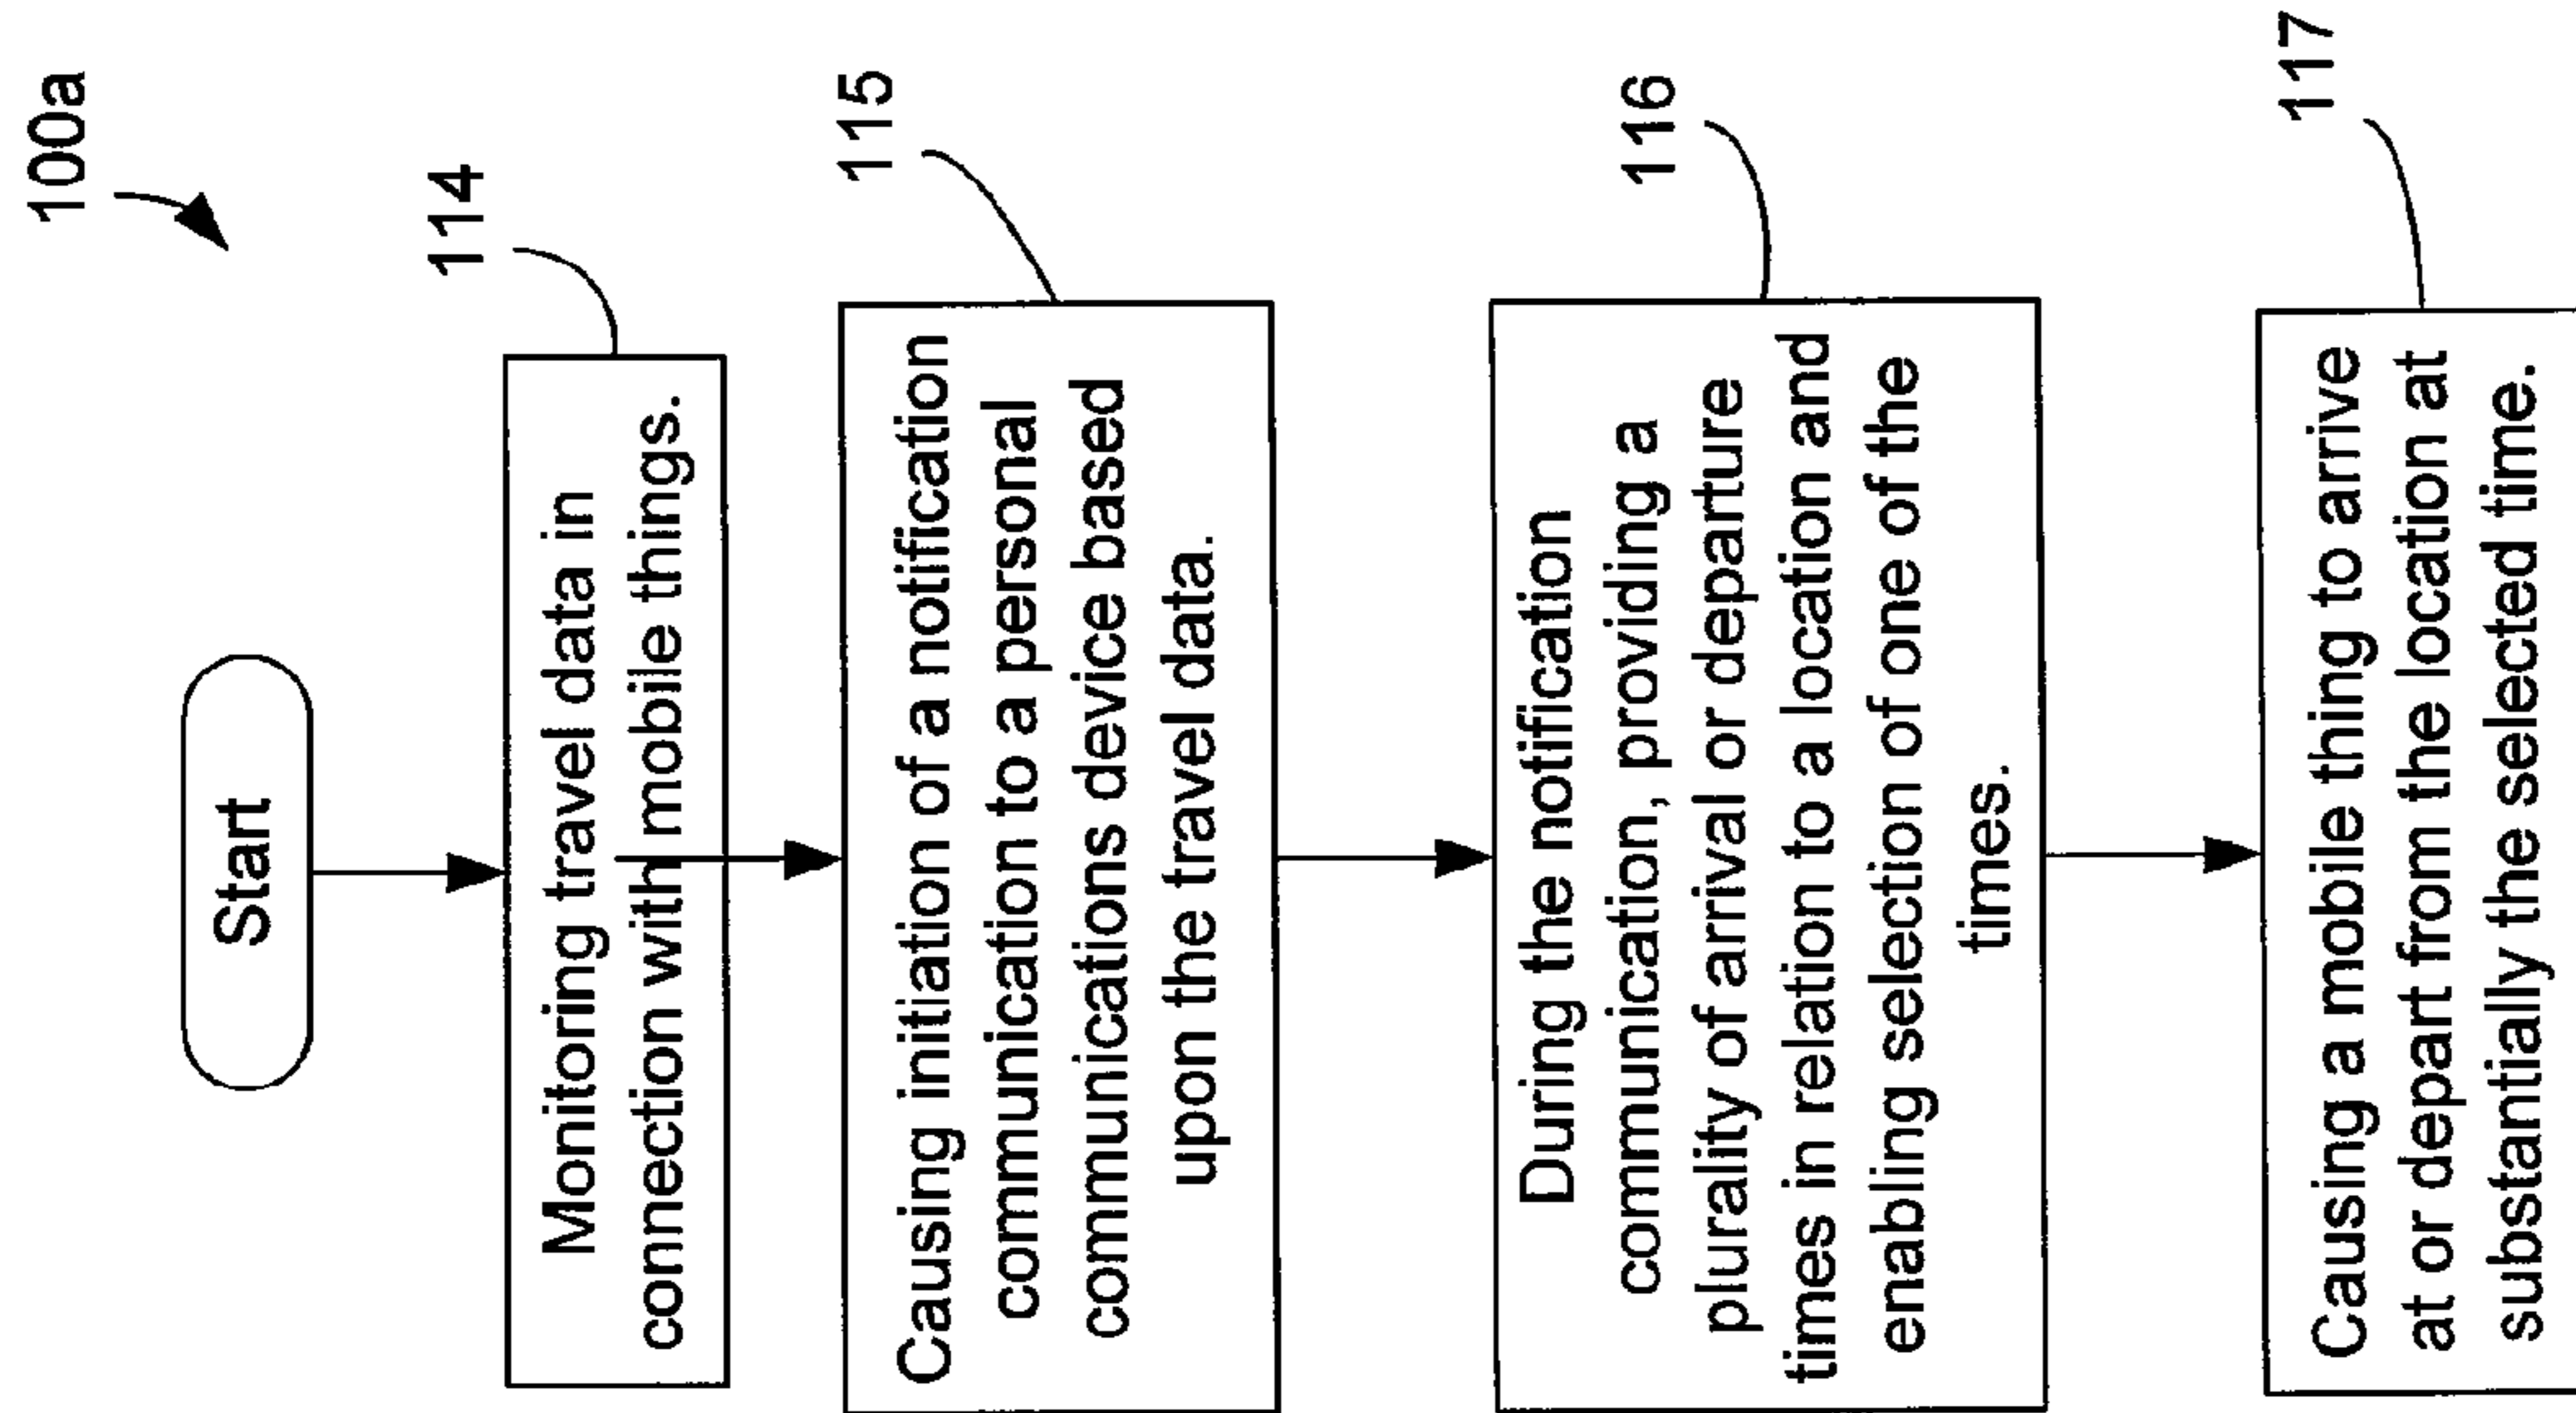 100a
Start
114
Monitoring travel data in
connection with mobile things.
115
Causing initiation of a notification
communication to a personal
communications device based
upon the travel data.
116
During the notification
communication, providing a
plurality of arrival or departure
times in relation to a location and
enabling selection of one of the
times.
117
Causing a mobile thing to arrive
at or depart from the location at
substantially the selected time.